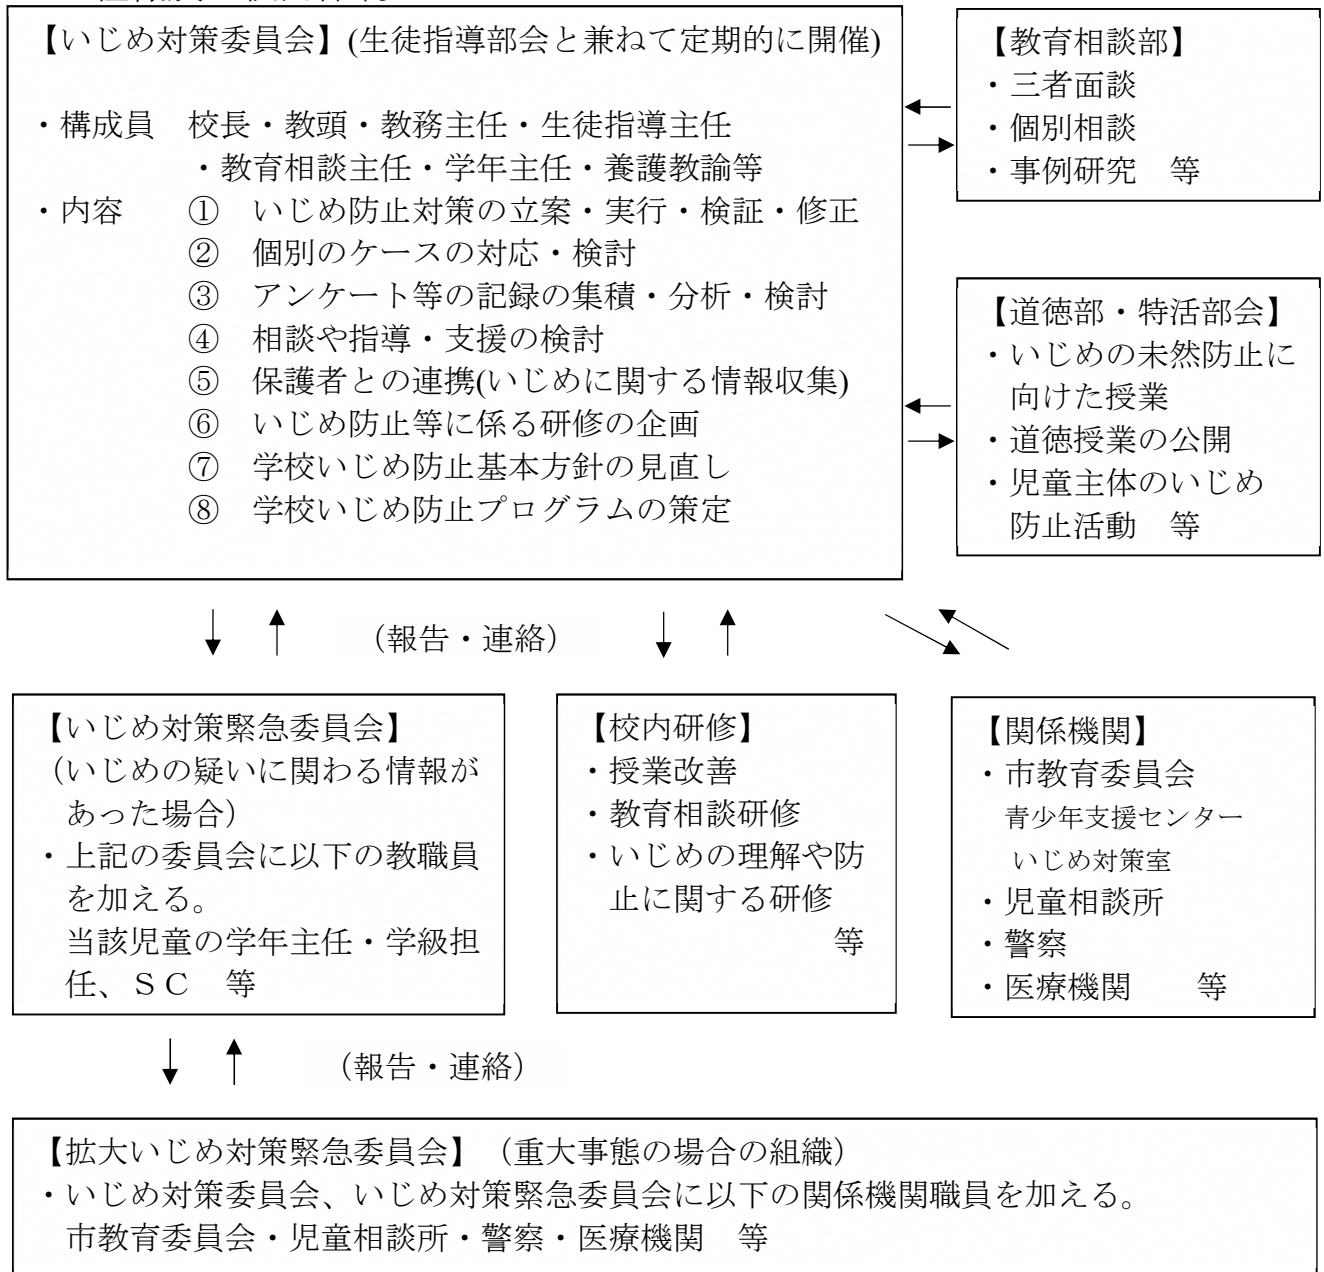 【いじめ対策委員会】(生徒指導部会と兼ねて定期的に開催)
・構成員　校長・教頭・教務主任・生徒指導主任
・教育相談主任・学年主任・養護教諭等
・内容　①　いじめ防止対策の立案・実行・検証・修正
②　個別のケースの対応・検討
③　アンケート等の記録の集積・分析・検討
④　相談や指導・支援の検討
⑤　保護者との連携(いじめに関する情報収集)
⑥　いじめ防止等に係る研修の企画
⑦　学校いじめ防止基本方針の見直し
⑧　学校いじめ防止プログラムの策定
【教育相談部】
・三者面談
・個別相談
・事例研究　等
【道徳部・特活部会】
・いじめの未然防止に
向けた授業
・道徳授業の公開
・児童主体のいじめ
防止活動　等
（報告・連絡）
【いじめ対策緊急委員会】
（いじめの疑いに関わる情報が
あった場合）
・上記の委員会に以下の教職員
を加える。
当該児童の学年主任・学級担
任、ＳＣ　等
【校内研修】
・授業改善
・教育相談研修
・いじめの理解や防
止に関する研修
等
【関係機関】
・市教育委員会
青少年支援センター
いじめ対策室
・児童相談所
・警察
・医療機関　　等
（報告・連絡）
【拡大いじめ対策緊急委員会】（重大事態の場合の組織）
・いじめ対策委員会、いじめ対策緊急委員会に以下の関係機関職員を加える。
市教育委員会・児童相談所・警察・医療機関　等